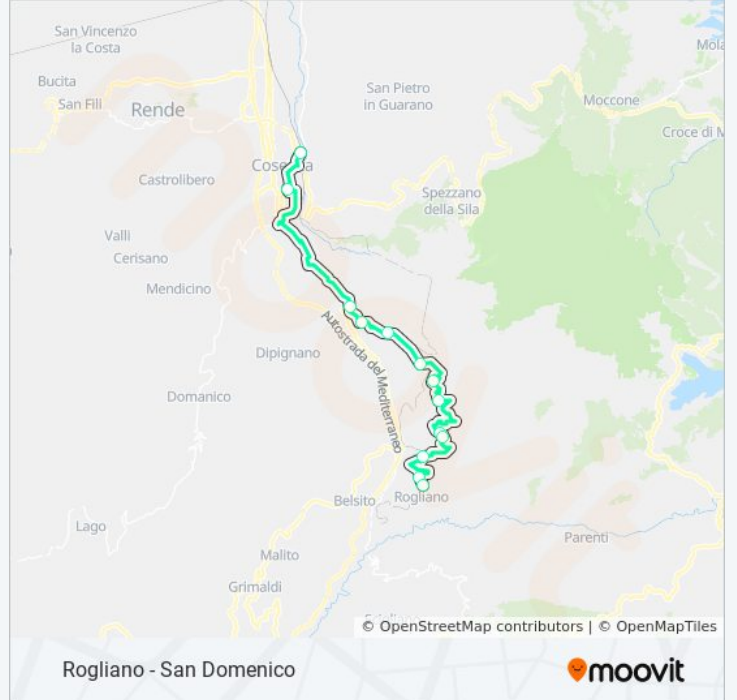 San Vincenzo
la Costa
Bucita
San Fili
Rende
San Pietro
in Guarano
Moccone
Croce di M
Castrolibero
Spezzano
della Sila
Valli
Cerisano
Mendicino
Autostrada del Mediterraneo
Dipignano
Domanico
Belsito
Rogliano
Lago
Parenti
Malito
Grimaldi
© OpenStreetMap contributors | © OpenMapTiles
Rogliano - San Domenico
moovit